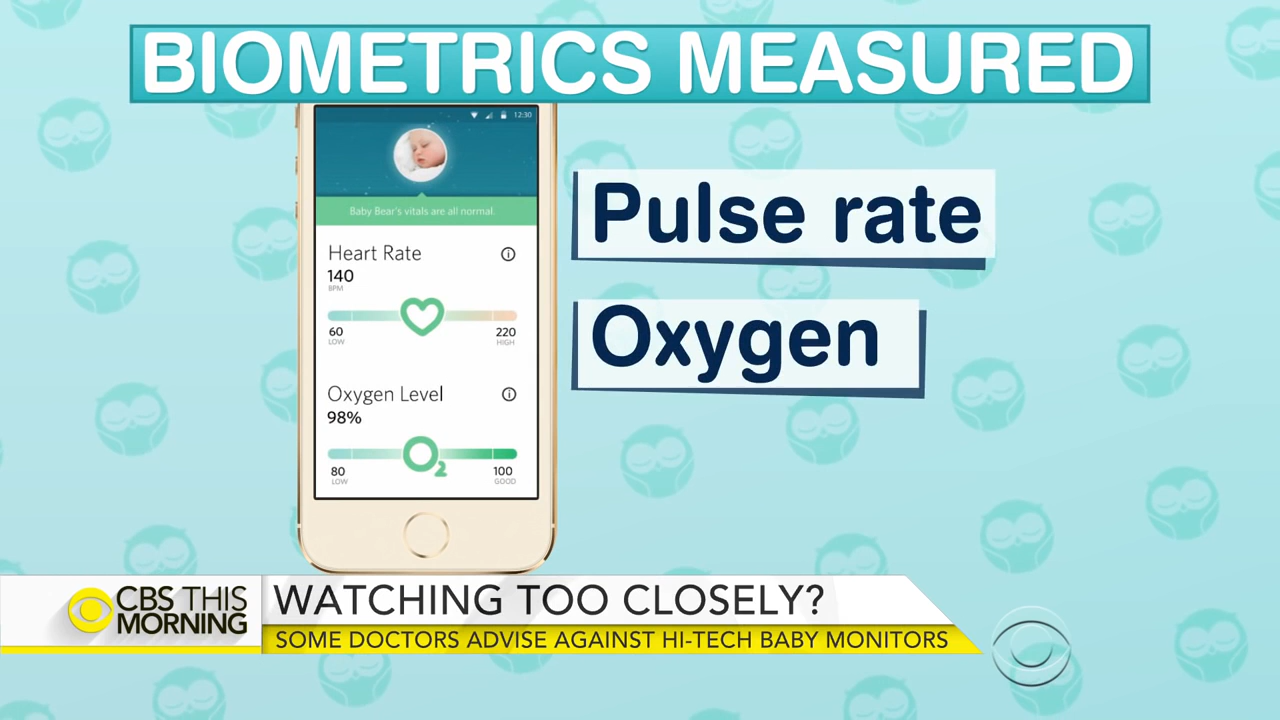 BIOMETRICS MEASURED
12:30
Baby Bear's vitals are all normal.
Heart Rate
140
BPM
60
LOW
220
HIGH
Oxygen Level
98%
2
80
LOW
100
GOOD
Pulse rate
Oxygen
CBS THIS
MORNING
WATCHING TOO CLOSELY?
SOME DOCTORS ADVISE AGAINST HI-TECH BABY MONITORS